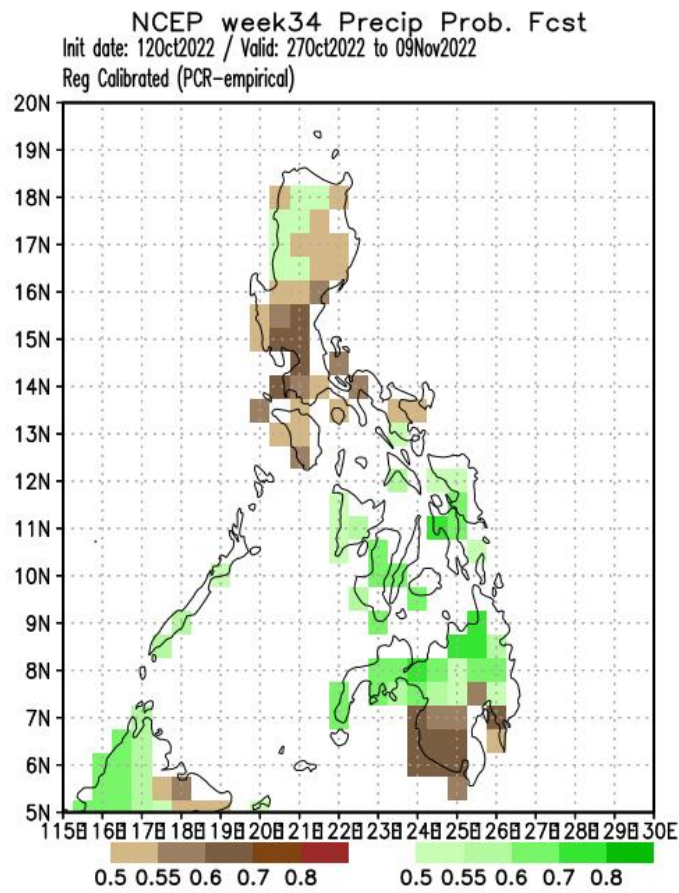 NCEP week34 Precip Prob. Fcst
Init date: 12Oct2022 / Valid: 27Oct2022 to 09Nov2022
Reg Calibrated (PCR-empirical)
20N
19N
18N
17N
16N
15N
14N
13N
12N
11N
10N
9N
8N
7N
6N
5N
115E 116E 117E 118E 119E 120E 121E 122E 123E 124E 125E 126E 127E 128E 129E 130E
0.5 0.55 0.6 0.7 0.8 0.5 0.55 0.6 0.7 0.8